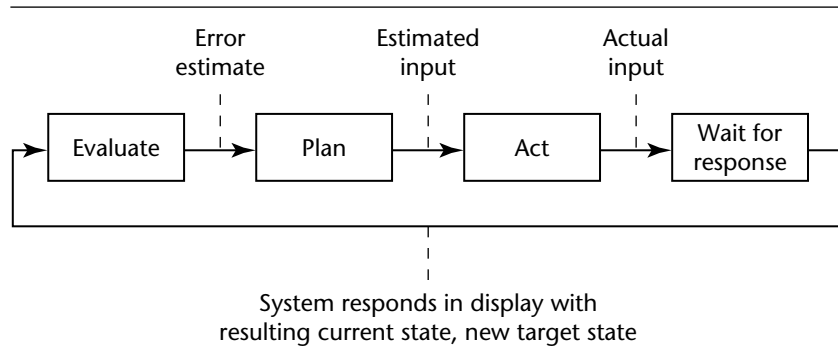 Error
estimate
Estimated
input
Actual
input
Evaluate
Plan
Act
Wait for
response
System responds in display with
resulting current state, new target state